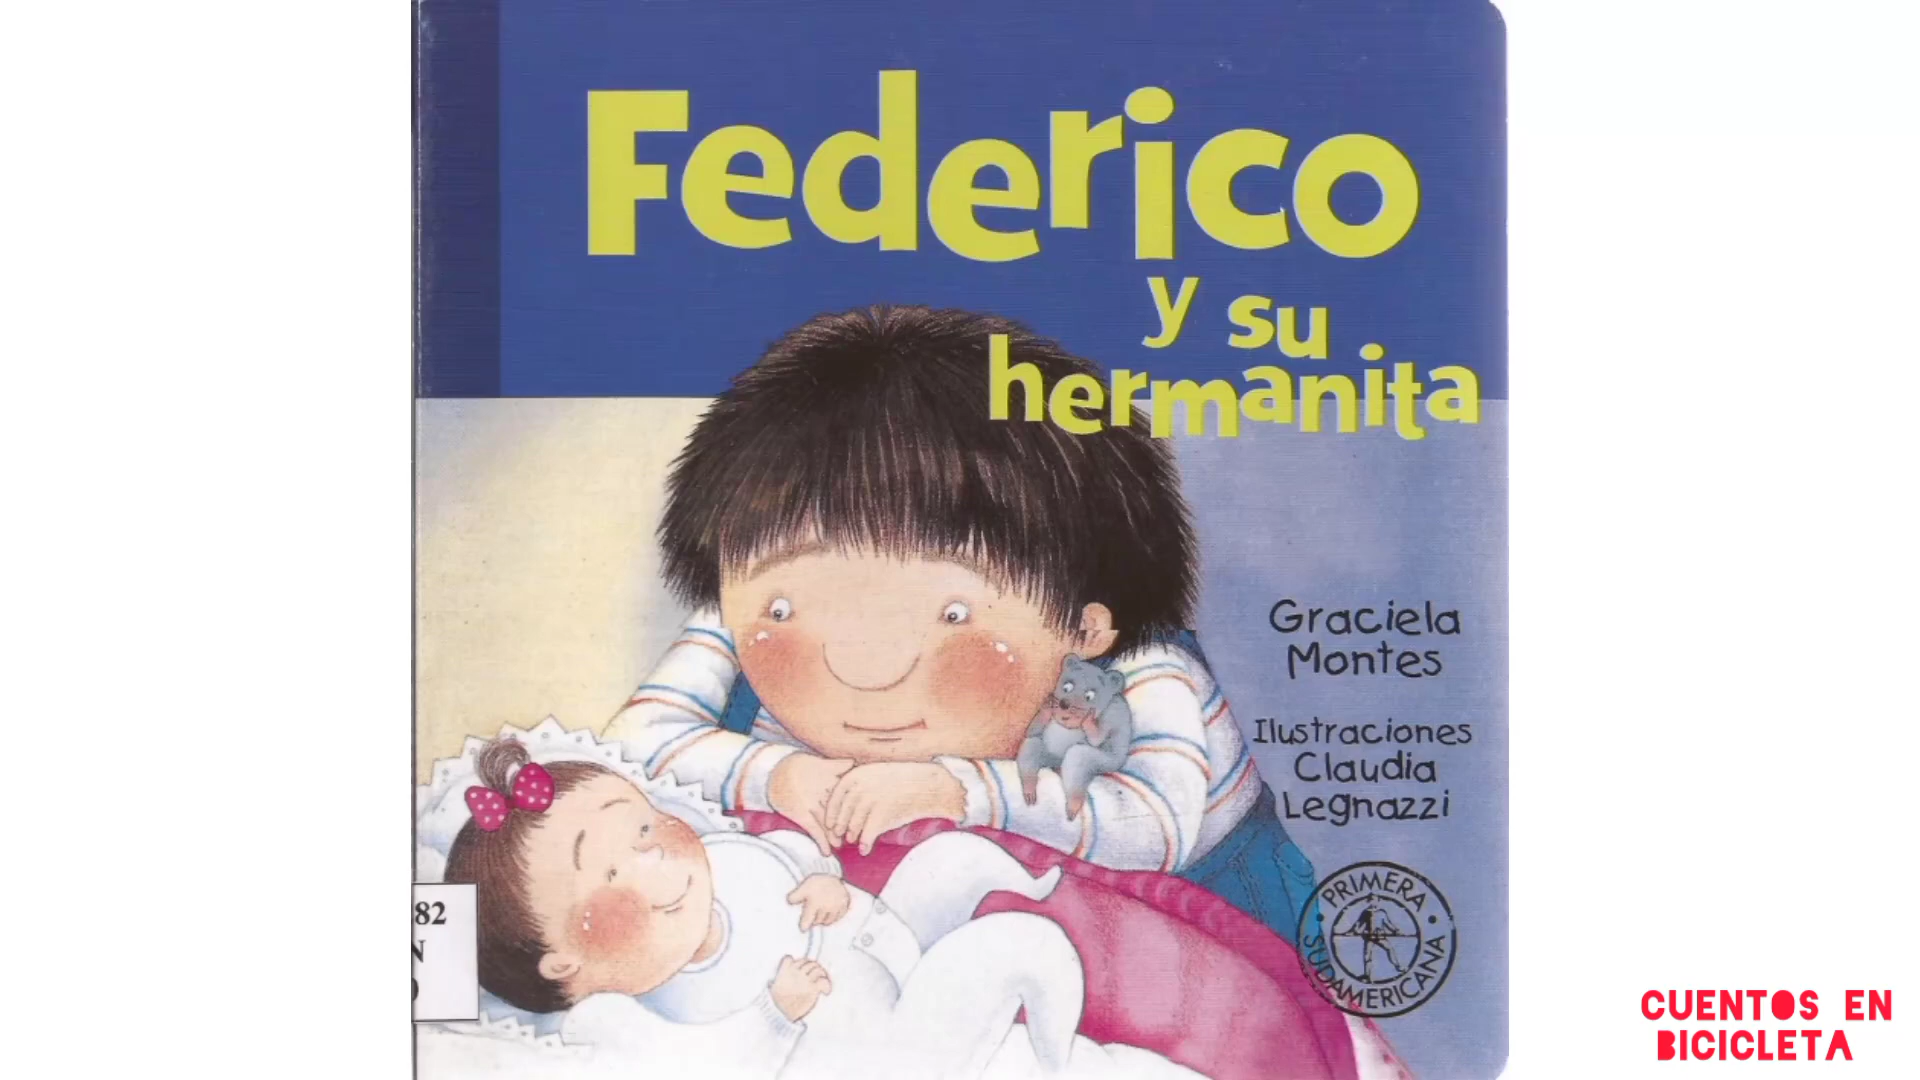 Federico
y su
hermanita
Graciela
Montes
Ilustraciones
Claudia
Legnazzi
PRIMERA
SUDAMERICANA
82
N
CUENTOS EN
BICICLETA